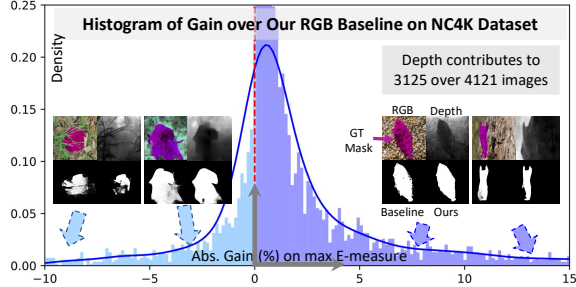 Histogram of Gain over Our RGB Baseline on NC4K Dataset
Density
0.25
0.20
0.15
0.10
0.05
0.00
Depth contributes to
3125 over 4121 images
RGB Depth
GT
Mask
Baseline Ours
Abs. Gain (%) on max E-measure
−10 −5 0 5 10 15